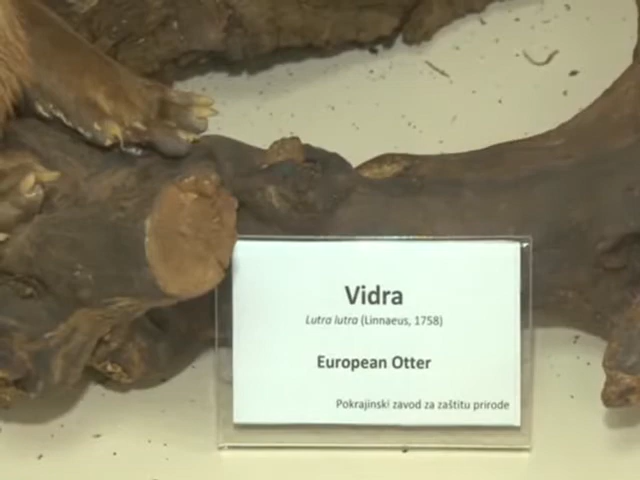 Vidra
Lutra lutra (Linnaeus, 1758)
European Otter
Pokrajinski zavod za zaštitu prirode